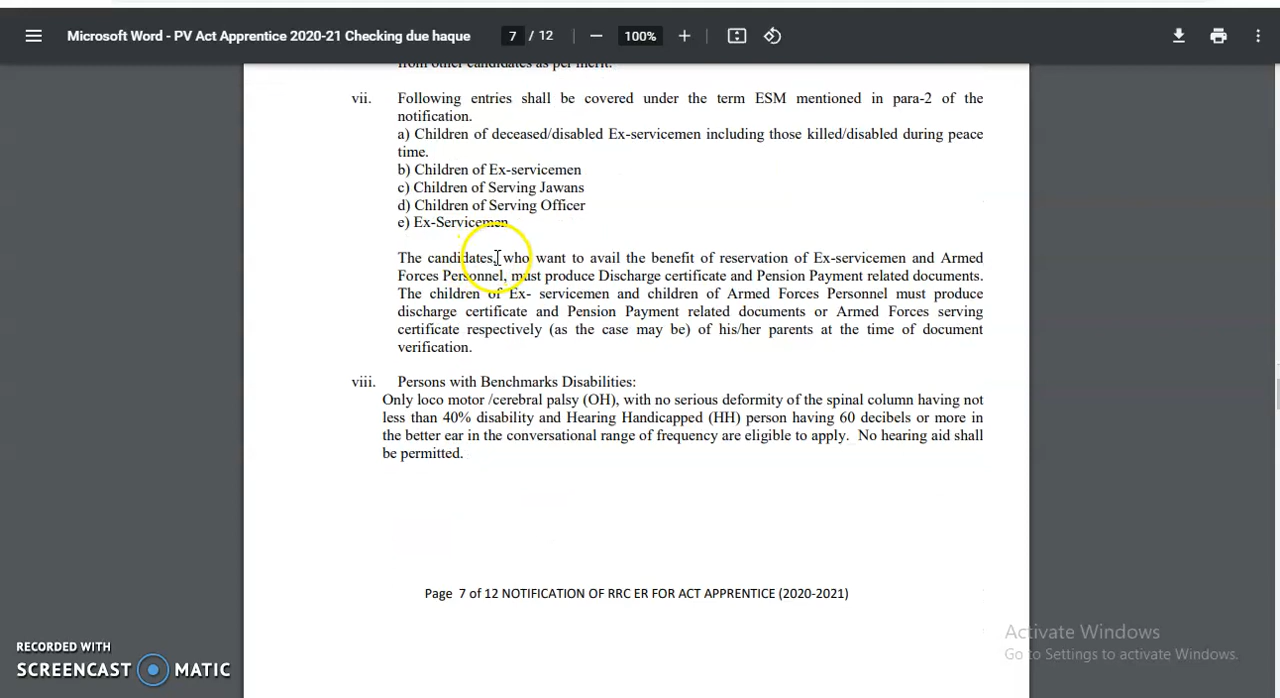 Microsoft Word - PV Act Apprentice 2020-21 Checking due haque 7 / 12 100%
from other candidates as per merit.
vii. Following entries shall be covered under the term ESM mentioned in para-2 of the
notification.
a) Children of deceased/disabled Ex-servicemen including those killed/disabled during peace
time.
b) Children of Ex-servicemen
c) Children of Serving Jawans
d) Children of Serving Officer
e) Ex-Servicemen
The candidates, who want to avail the benefit of reservation of Ex-servicemen and Armed
Forces Personnel, must produce Discharge certificate and Pension Payment related documents.
The children of Ex- servicemen and children of Armed Forces Personnel must produce
discharge certificate and Pension Payment related documents or Armed Forces serving
certificate respectively (as the case may be) of his/her parents at the time of document
verification.
viii. Persons with Benchmarks Disabilities:
Only loco motor /cerebral palsy (OH), with no serious deformity of the spinal column having not
less than 40% disability and Hearing Handicapped (HH) person having 60 decibels or more in
the better ear in the conversational range of frequency are eligible to apply. No hearing aid shall
be permitted.
Page 7 of 12 NOTIFICATION OF RRC ER FOR ACT APPRENTICE (2020-2021)
Activate Windows
Go to Settings to activate Windows.
RECORDED WITH
SCREENCAST MATIC